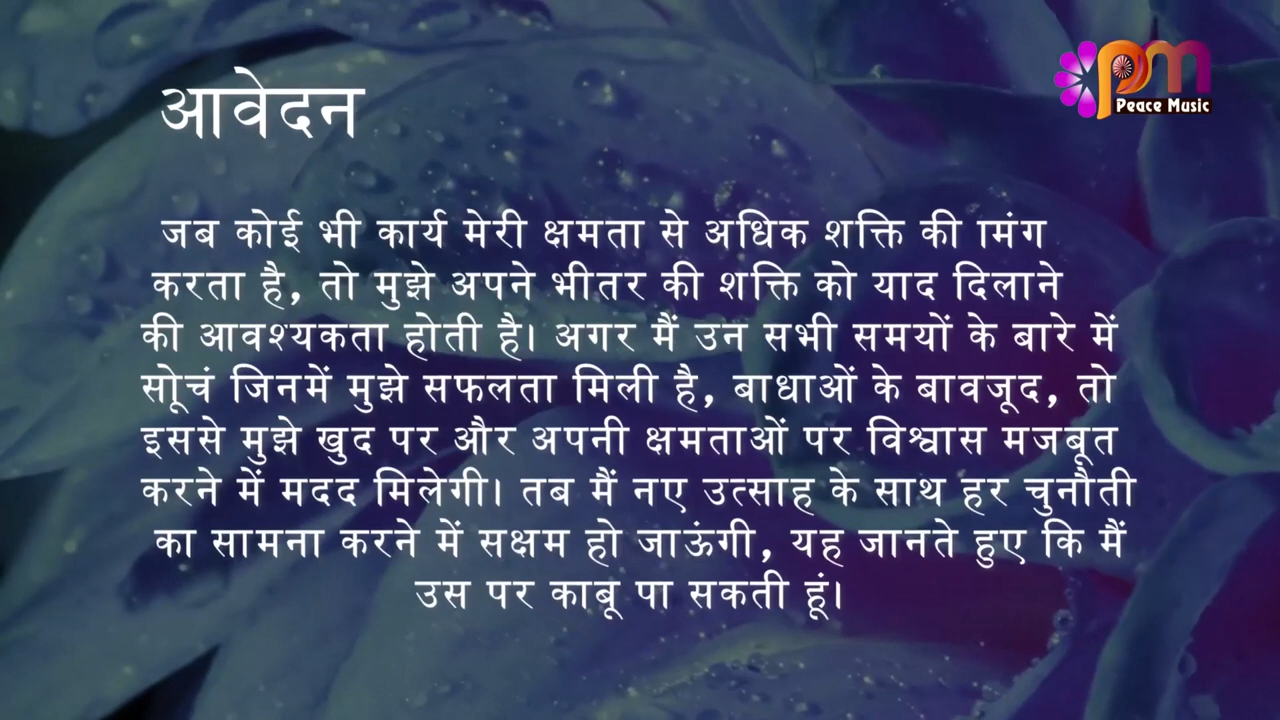 आवेदन
pm
Peace Music
जब कोई भी कार्य मेरी क्षमता से अधिक शक्ति की ामंग
करता है, तो मुझे अपने भीतर की शक्ति को याद दिलाने
की आवश्यकता होती है। अगर मैं उन सभी समयों के बारे में
सोूचं जिनमें मुझे सफलता मिली है, बाधाओं के बावजूद, तो
इससे मुझे खुद पर और अपनी क्षमताओं पर विश्वास मजबूत
करने में मदद मिलेगी। तब मैं नए उत्साह के साथ हर चुनौती
का सामना करने में सक्षम हो जाऊंगी, यह जानते हुए कि मैं
उस पर काबू पा सकती हूं।